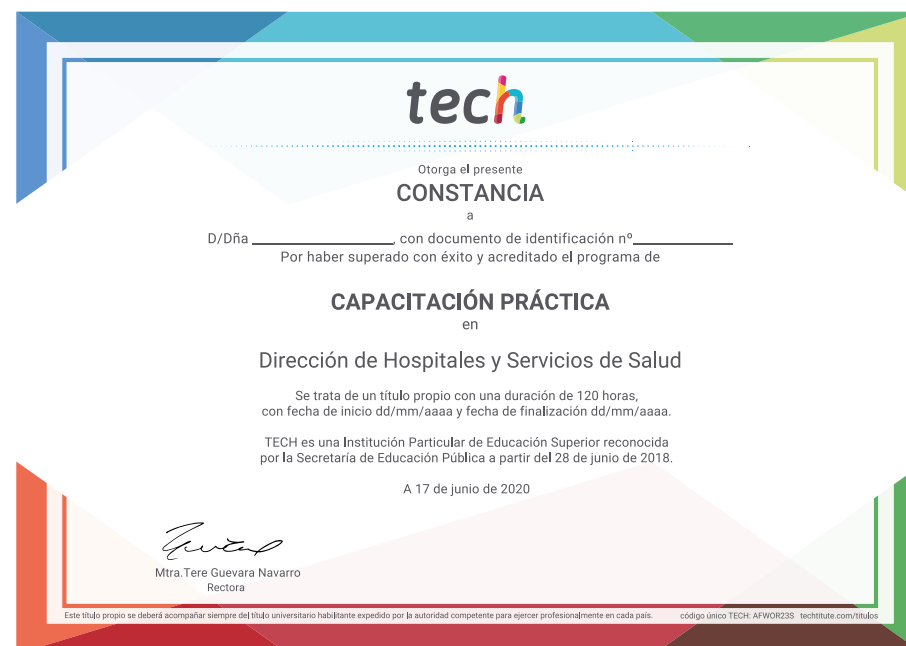 tech
Otorga el presente
CONSTANCIA
a
D/Dña ______________, con documento de identificación nº__________
Por haber superado con éxito y acreditado el programa de
CAPACITACIÓN PRÁCTICA
en
Dirección de Hospitales y Servicios de Salud
Se trata de un título propio con una duración de 120 horas,
con fecha de inicio dd/mm/aaaa y fecha de finalización dd/mm/aaaa.
TECH es una Institución Particular de Educación Superior reconocida
por la Secretaría de Educación Pública a partir del 28 de junio de 2018.
A 17 de junio de 2020
Mtra.Tere Guevara Navarro
Rectora
Este título propio se deberá acompañar siempre del título universitario habilitante expedido por la autoridad competente para ejercer profesionalmente en cada país. código único TECH: AFWOR23S techtitute.com/titulos